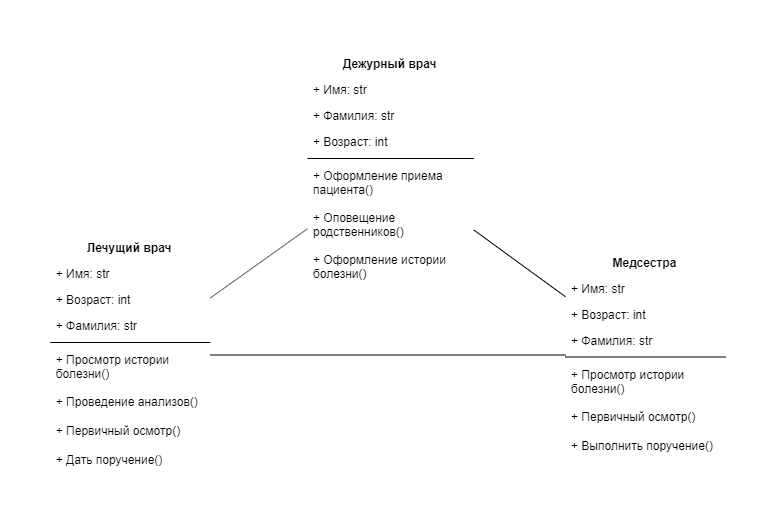 Дежурный врач
+ Имя: str
+ Фамилия: str
+ Возраст: int
+ Оформление приема
пациента()
+ Оповещение
родственников()
+ Оформление истории
болезни()
Лечущий врач
+ Имя: str
+ Возраст: int
+ Фамилия: str
+ Просмотр истории
болезни()
+ Проведение анализов()
+ Первичный осмотр()
+ Дать поручение()
Медсестра
+ Имя: str
+ Возраст: int
+ Фамилия: str
+ Просмотр истории
болезни()
+ Первичный осмотр()
+ Выполнить поручение()